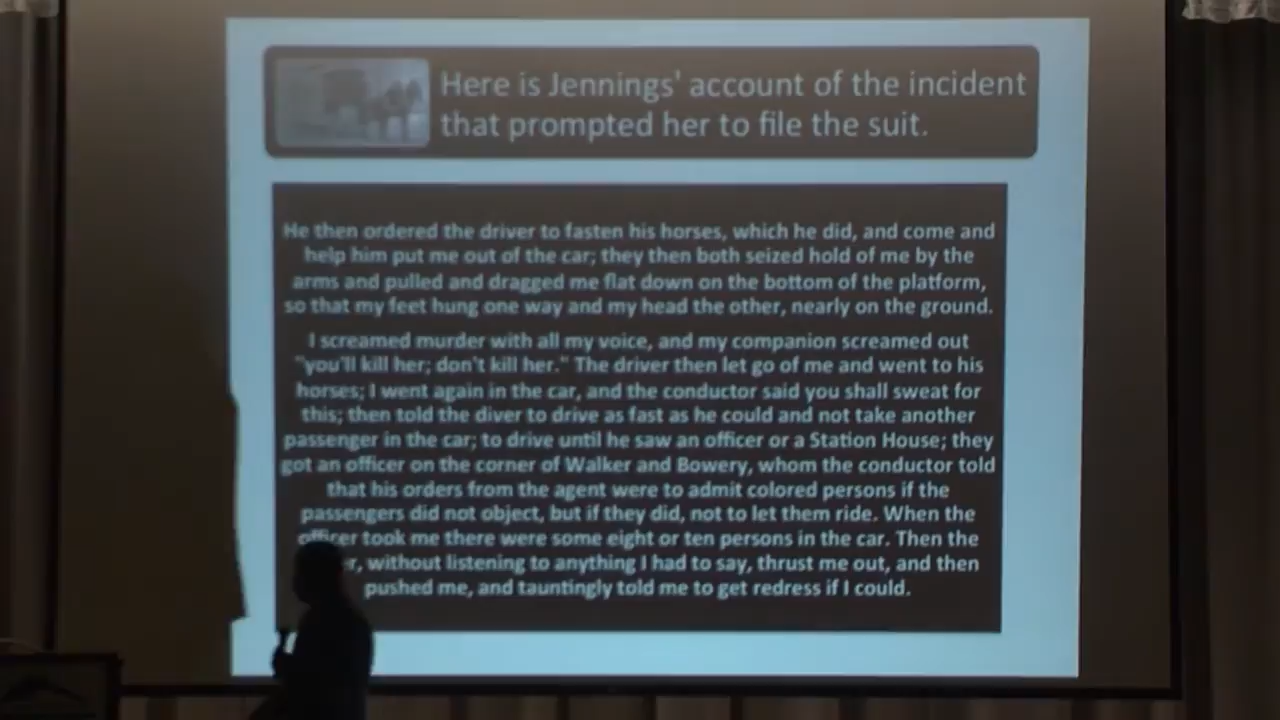 Here is Jennings' account of the incident
that prompted her to file the suit.
He then ordered the driver to fasten his horses, which he did, and come and
help him put me out of the car; they then both seized hold of me by the
arms and pulled and dragged me flat down on the bottom of the platform,
so that my feet hung one way and my head the other, nearly on the ground.
I screamed murder with all my voice, and my companion screamed out
"you'll kill her; don't kill her." The driver then let go of me and went to his
horses; I went again in the car, and the conductor said you shall sweat for
this; then told the diver to drive as fast as he could and not take another
passenger in the car; to drive until he saw an officer or a Station House; they
got an officer on the corner of Walker and Bowery, whom the conductor told
that his orders from the agent were to admit colored persons if the
passengers did not object, but if they did, not to let them ride. When the
officer took me there were some eight or ten persons in the car. Then the
without listening to anything I had to say, thrust me out, and then
pushed me, and tauntingly told me to get redress if I could.